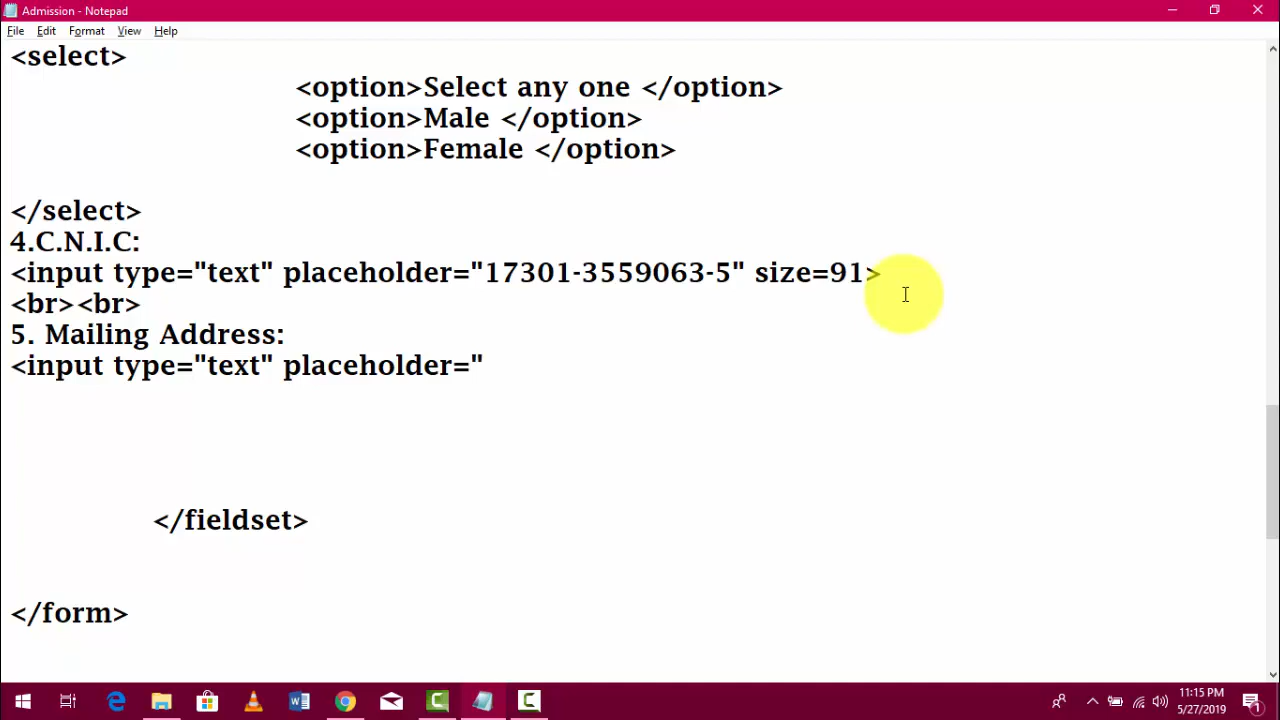 Admission - Notepad
File Edit Format View Help
<select>
<option>Select any one </option>
<option>Male </option>
<option>Female </option>
</select>
4.C.N.I.C:
<input type="text" placeholder="17301-3559063-5" size=91>
<br><br>
5. Mailing Address:
<input type="text" placeholder="
</fieldset>
</form>
11:15 PM
5/27/2019
1